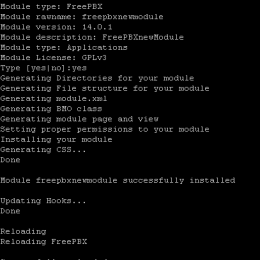 Module type: FreePBX
Module rawname: freepbxnewmodule
Module version: 14.0.1
Module description: FreePBXnewModule
Module type: Applications
Module License: GPLv3
Type [yes|no]:yes
Generating Directories for your module
Generating File structure for your module
Generating module.xml
Generating BMO class
Generating module page and view
Setting proper permissions to your module
Installing your module
Generating CSS...
Done
Module freepbxnewmodule successfully installed
Updating Hooks...
Done
Reloading
Reloading FreePBX